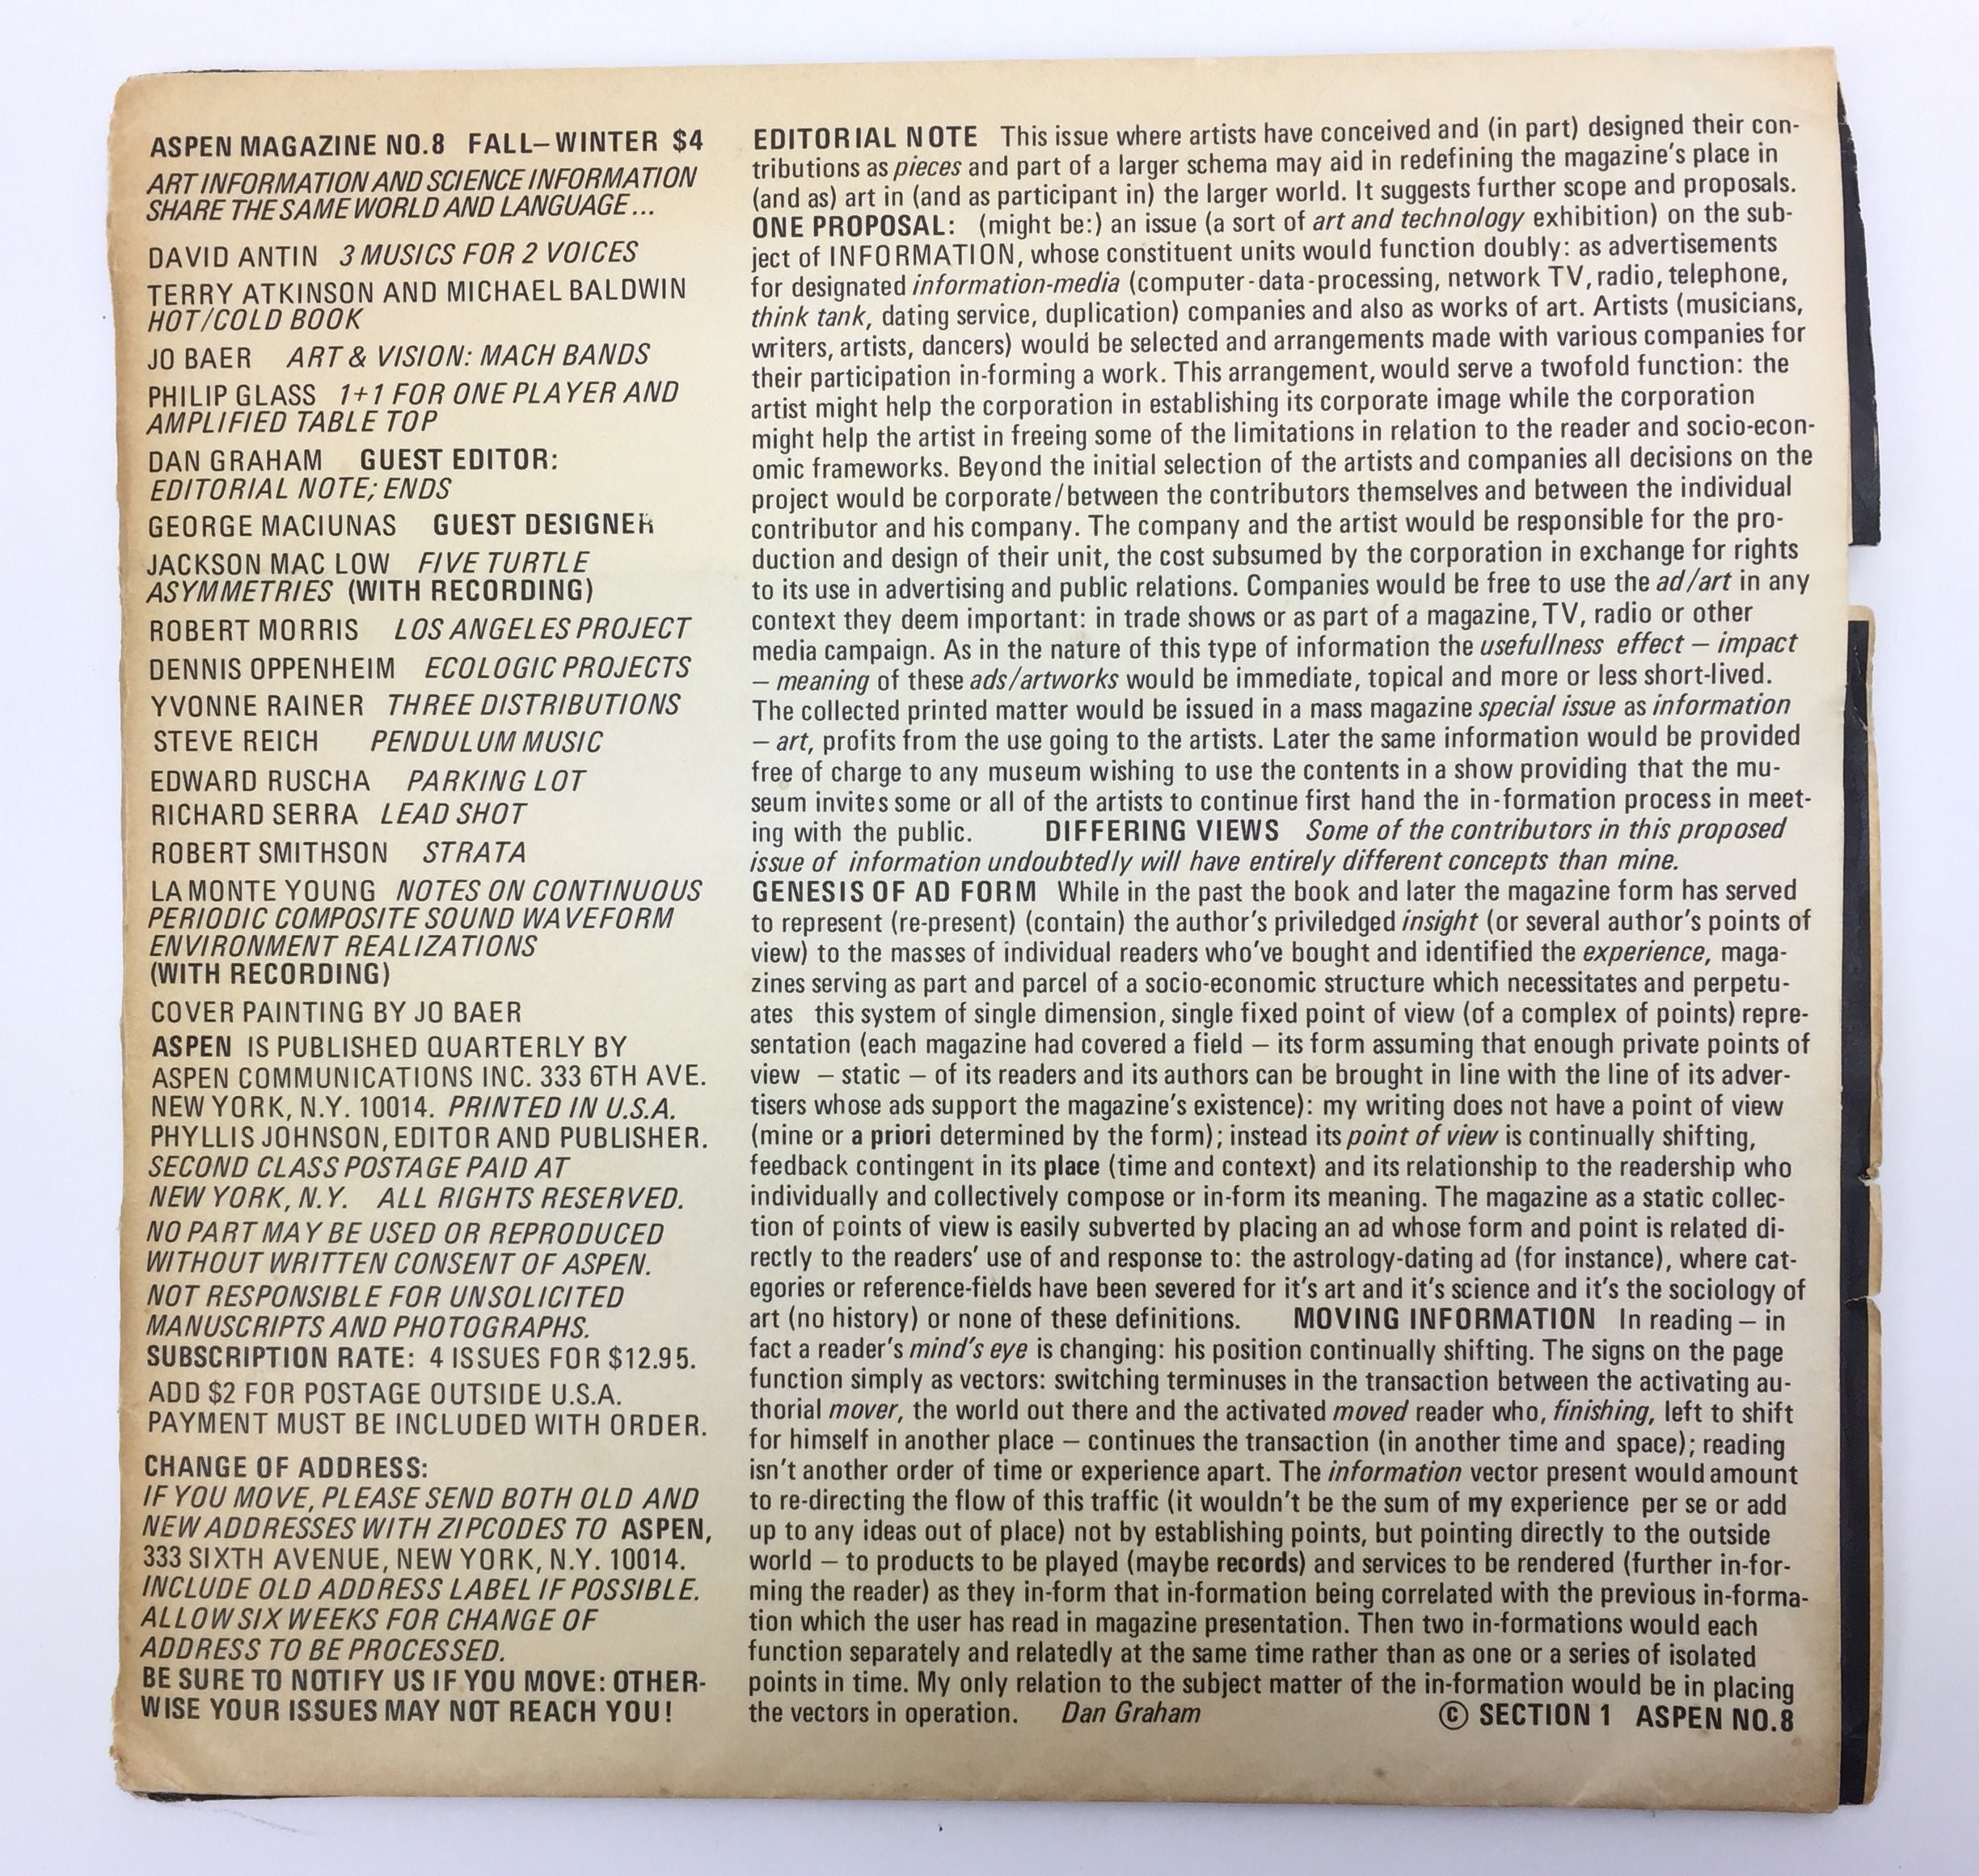 ASPEN MAGAZINE NO.8 FALL–WINTER $4
ART INFORMATION AND SCIENCE INFORMATION
SHARE THE SAME WORLD AND LANGUAGE...
DAVID ANTIN 3 MUSICS FOR 2 VOICES
TERRY ATKINSON AND MICHAEL BALDWIN
HOT/COLD BOOK
JO BAER ART & VISION: MACH BANDS
PHILIP GLASS 1+1 FOR ONE PLAYER AND
AMPLIFIED TABLE TOP
DAN GRAHAM GUEST EDITOR:
EDITORIAL NOTE; ENDS
GEORGE MACIUNAS GUEST DESIGNER
JACKSON MAC LOW FIVE TURTLE
ASYMMETRIES (WITH RECORDING)
ROBERT MORRIS LOS ANGELES PROJECT
DENNIS OPPENHEIM ECOLOGIC PROJECTS
YVONNE RAINER THREE DISTRIBUTIONS
STEVE REICH PENDULUM MUSIC
EDWARD RUSCHA PARKING LOT
RICHARD SERRA LEAD SHOT
ROBERT SMITHSON STRATA
LA MONTE YOUNG NOTES ON CONTINUOUS
PERIODIC COMPOSITE SOUND WAVEFORM
ENVIRONMENT REALIZATIONS
(WITH RECORDING)
COVER PAINTING BY JO BAER
ASPEN IS PUBLISHED QUARTERLY BY
ASPEN COMMUNICATIONS INC. 333 6TH AVE.
NEW YORK, N.Y. 10014. PRINTED IN U.S.A.
PHYLLIS JOHNSON, EDITOR AND PUBLISHER.
SECOND CLASS POSTAGE PAID AT
NEW YORK, N.Y. ALL RIGHTS RESERVED.
NO PART MAY BE USED OR REPRODUCED
WITHOUT WRITTEN CONSENT OF ASPEN.
NOT RESPONSIBLE FOR UNSOLICITED
MANUSCRIPTS AND PHOTOGRAPHS.
SUBSCRIPTION RATE: 4 ISSUES FOR $12.95.
ADD $2 FOR POSTAGE OUTSIDE U.S.A.
PAYMENT MUST BE INCLUDED WITH ORDER.
CHANGE OF ADDRESS:
IF YOU MOVE, PLEASE SEND BOTH OLD AND
NEW ADDRESSES WITH ZIPCODES TO ASPEN,
333 SIXTH AVENUE, NEW YORK, N.Y. 10014.
INCLUDE OLD ADDRESS LABEL IF POSSIBLE.
ALLOW SIX WEEKS FOR CHANGE OF
ADDRESS TO BE PROCESSED.
BE SURE TO NOTIFY US IF YOU MOVE: OTHER-
WISE YOUR ISSUES MAY NOT REACH YOU!
EDITORIAL NOTE This issue where artists have conceived and (in part) designed their con-
tributions as pieces and part of a larger schema may aid in redefining the magazine's place in
(and as) art in (and as participant in) the larger world. It suggests further scope and proposals.
ONE PROPOSAL: (might be:) an issue (a sort of art and technology exhibition) on the sub-
ject of INFORMATION, whose constituent units would function doubly: as advertisements
for designated information-media (computer-data-processing, network TV, radio, telephone,
think tank, dating service, duplication) companies and also as works of art. Artists (musicians,
writers, artists, dancers) would be selected and arrangements made with various companies for
their participation in-forming a work. This arrangement, would serve a twofold function: the
artist might help the corporation in establishing its corporate image while the corporation
might help the artist in freeing some of the limitations in relation to the reader and socio-econ-
omic frameworks. Beyond the initial selection of the artists and companies all decisions on the
project would be corporate/between the contributors themselves and between the individual
contributor and his company. The company and the artist would be responsible for the pro-
duction and design of their unit, the cost subsumed by the corporation in exchange for rights
to its use in advertising and public relations. Companies would be free to use the ad/art in any
context they deem important: in trade shows or as part of a magazine, TV, radio or other
media campaign. As in the nature of this type of information the usefullness effect – impact
– meaning of these ads/artworks would be immediate, topical and more or less short-lived.
The collected printed matter would be issued in a mass magazine special issue as information
– art, profits from the use going to the artists. Later the same information would be provided
free of charge to any museum wishing to use the contents in a show providing that the mu-
seum invites some or all of the artists to continue first hand the in-formation process in meet-
ing with the public. DIFFERING VIEWS Some of the contributors in this proposed
issue of information undoubtedly will have entirely different concepts than mine.
GENESIS OF AD FORM While in the past the book and later the magazine form has served
to represent (re-present) (contain) the author's priviledged insight (or several author's points of
view) to the masses of individual readers who've bought and identified the experience, maga-
zines serving as part and parcel of a socio-economic structure which necessitates and perpetu-
ates this system of single dimension, single fixed point of view (of a complex of points) repre-
sentation (each magazine had covered a field – its form assuming that enough private points of
view – static – of its readers and its authors can be brought in line with the line of its adver-
tisers whose ads support the magazine's existence): my writing does not have a point of view
(mine or a priori determined by the form); instead its point of view is continually shifting,
feedback contingent in its place (time and context) and its relationship to the readership who
individually and collectively compose or in-form its meaning. The magazine as a static collec-
tion of points of view is easily subverted by placing an ad whose form and point is related di-
rectly to the readers' use of and response to: the astrology-dating ad (for instance), where cat-
egories or reference-fields have been severed for it's art and it's science and it's the sociology of
art (no history) or none of these definitions. MOVING INFORMATION In reading – in
fact a reader's mind's eye is changing: his position continually shifting. The signs on the page
function simply as vectors: switching terminuses in the transaction between the activating au-
thorial mover, the world out there and the activated moved reader who, finishing, left to shift
for himself in another place – continues the transaction (in another time and space); reading
isn't another order of time or experience apart. The information vector present would amount
to re-directing the flow of this traffic (it wouldn't be the sum of my experience per se or add
up to any ideas out of place) not by establishing points, but pointing directly to the outside
world – to products to be played (maybe records) and services to be rendered (further in-for-
ming the reader) as they in-form that in-formation being correlated with the previous in-forma-
tion which the user has read in magazine presentation. Then two in-formations would each
function separately and relatedly at the same time rather than as one or a series of isolated
points in time. My only relation to the subject matter of the in-formation would be in placing
the vectors in operation. Dan Graham © SECTION 1 ASPEN NO.8